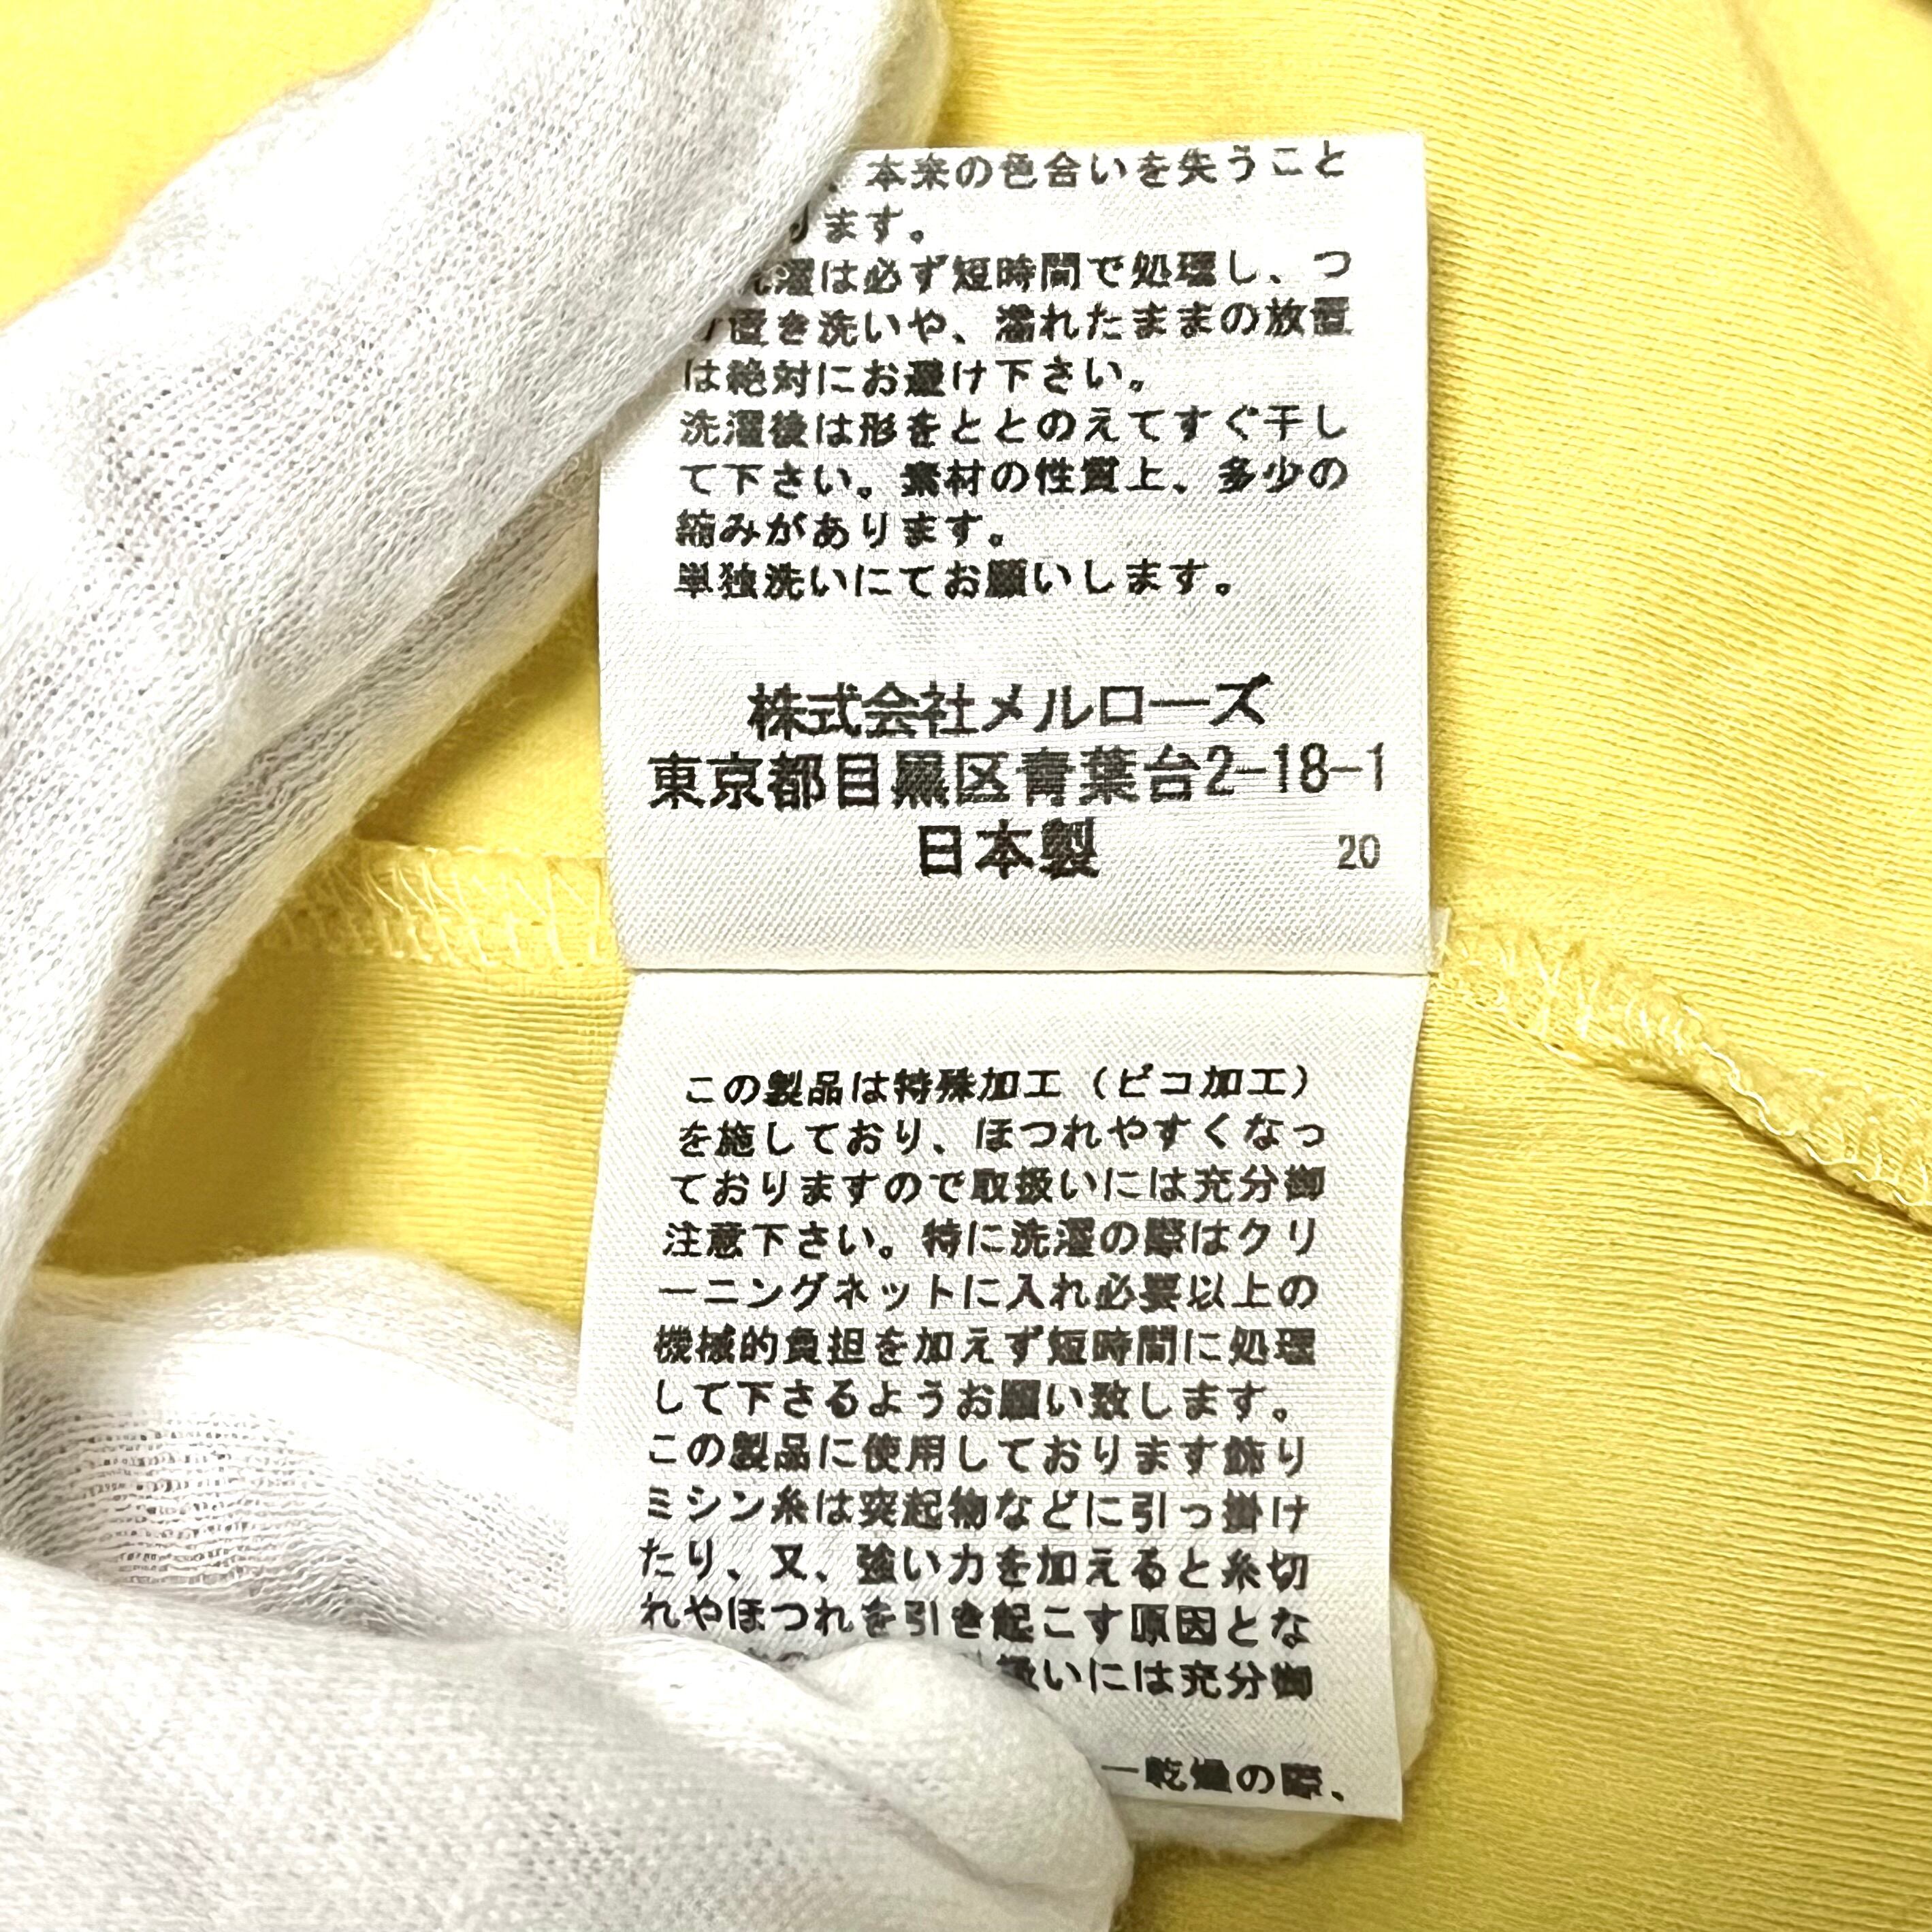 、本来の色合いを失うこと
ります。
洗濯は必ず短時間で処理し、つ
け置き洗いや、濡れたままの放置
は絶対にお避け下さい。
洗濯後は形をととのえてすぐ干し
て下さい。素材の性質上、多少の
縮みがあります。
単独洗いにてお願いします。
株式会社メルローズ
東京都目黒区青葉台2-18-1
日本製
20
この製品は特殊加工（ピコ加工）
を施しており、ほつれやすくなっ
ておりますので取扱いには充分御
注意下さい。特に洗濯の際はクリ
ーニングネットに入れ必要以上の
機械的負担を加えず短時間に処理
して下さるようお願い致します。
この製品に使用しております飾り
ミシン糸は突起物などに引っ掛け
たり、又、強い力を加えると糸切
れやほつれを引き起こす原因とな
扱いには充分御
ー乾燥の際、